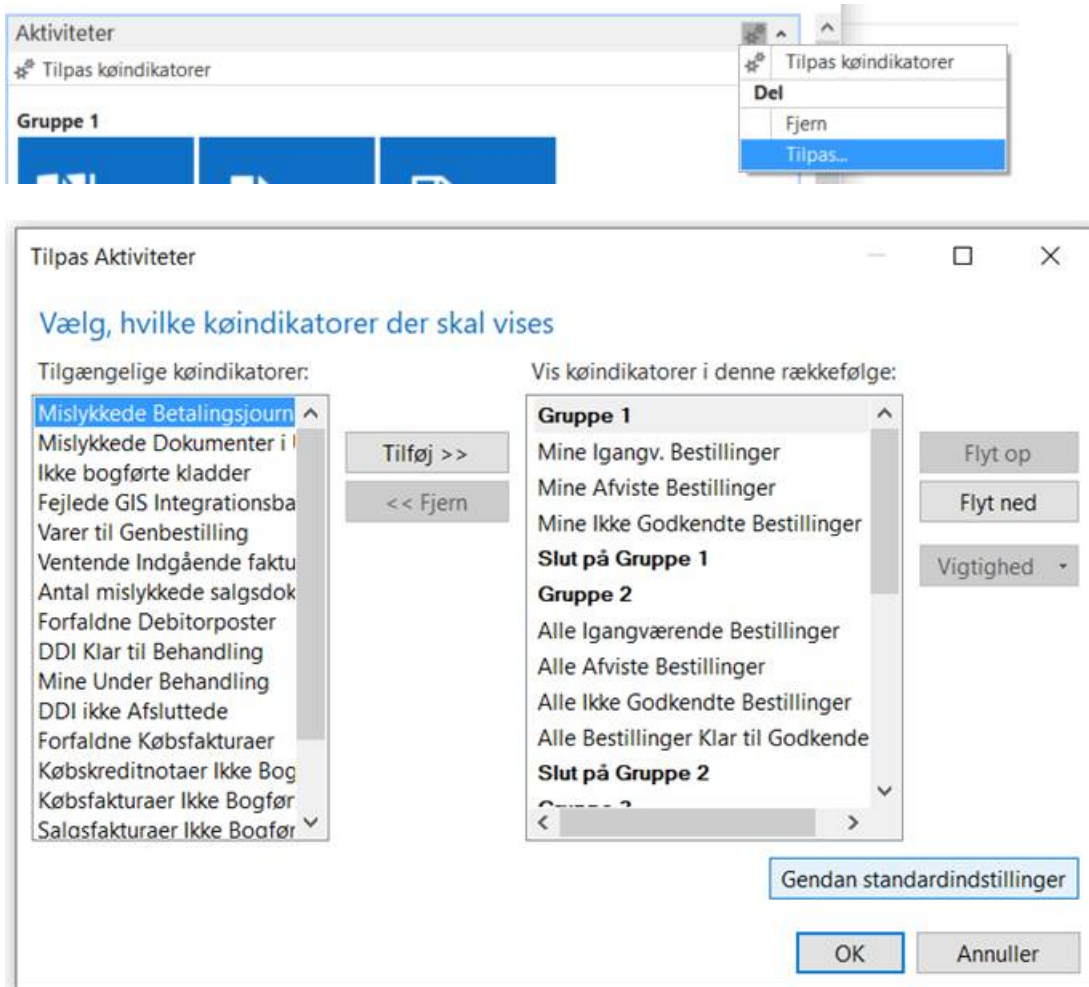 Aktiviteter
Tilpas køindikatorer
Tilpas køindikatorer
Del
Gruppe 1
Fjern
Tilpas...
Tilpas Aktiviteter
Vælg, hvilke køindikatorer der skal vises
Tilgængelige køindikatorer:
Mislykkede Betalingsjourn
Mislykkede Dokumenter i
Ikke bogførte kladder
Fejlede GIS Integrationsba
Varer til Genbestilling
Ventende Indgående faktu
Antal mislykkede salgsdok
Forfaldne Debitorposter
DDI Klar til Behandling
Mine Under Behandling
DDI ikke Afsluttede
Forfaldne Købsfakturaer
Købskreditnotaer Ikke Bog
Købsfakturaer Ikke Bogfør
Salgsfakturaer Ikke Bogfør
Tilføj >>
<< Fjern
Vis køindikatorer i denne rækkefølge:
Gruppe 1
Mine Igangv. Bestillinger
Mine Afviste Bestillinger
Mine Ikke Godkendte Bestillinger
Slut på Gruppe 1
Gruppe 2
Alle Igangværende Bestillinger
Alle Afviste Bestillinger
Alle Ikke Godkendte Bestillinger
Alle Bestillinger Klar til Godkende
Slut på Gruppe 2
Flyt op
Flyt ned
Vigtighed
Gendan standardindstillinger
OK
Annuller